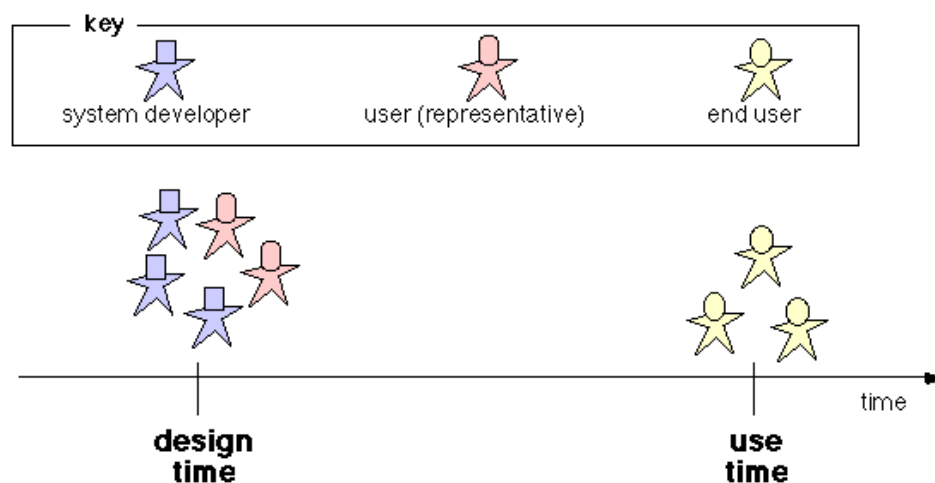 key
system developer
user (representative)
end user
time
design
time
use
time